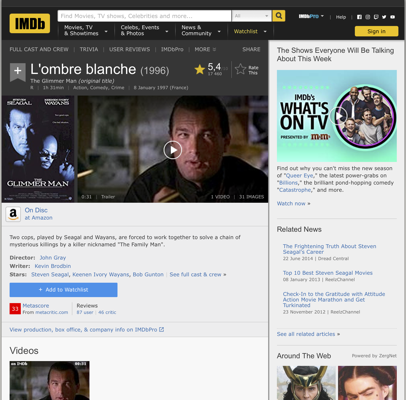 IMDb
Find Movies, TV shows, Celebrities and more...
All
IMDbPro
Help
Movies, TV
& Showtimes
Celebs, Events
& Photos
News &
Community
Watchlist
Sign in
FULL CAST AND CREW | TRIVIA | USER REVIEWS | IMDbPro | MORE
SHARE
L'ombre blanche (1996)
The Glimmer Man (original title)
R | 1h 31min | Action, Comedy, Crime | 8 January 1997 (France)
5,4
Rate
This
STEVEN
SEAGAL
KEENEN IVORY
WAYANS
THE
GLIMMER MAN
0:31 | Trailer
1 VIDEO | 31 IMAGES
On Disc
at Amazon
Two cops, played by Seagal and Wayans, are forced to work together to solve a chain of
mysterious killings by a killer nicknamed "The Family Man".
Director: John Gray
Writer: Kevin Brodbin
Stars: Steven Seagal, Keenen Ivory Wayans, Bob Gunton | See full cast & crew »
+ Add to Watchlist
33
Metascore
From metacritic.com
Reviews
87 user | 46 critic
View production, box office, & company info on IMDbPro
Videos
The Shows Everyone Will Be Talking
About This Week
IMDb's
WHAT'S
ON TV
PRESENTED BY
Find out why you can't miss the new season
of "Queer Eye," the latest power-grabs on
"Billions," the brilliant pond-hopping comedy
"Catastrophe," and more.
Watch now »
Related News
The Frightening Truth About Steven
Seagal's Career
23 June 2014 | Dread Central
Top 10 Best Steven Seagal Movies
08 January 2013 | ReelzChannel
Check-In to the Gratitude with Attitude
Action Movie Marathon and Get
Turkinated
23 November 2012 | ReelzChannel
See all related articles »
Around The Web
Powered by ZergNet